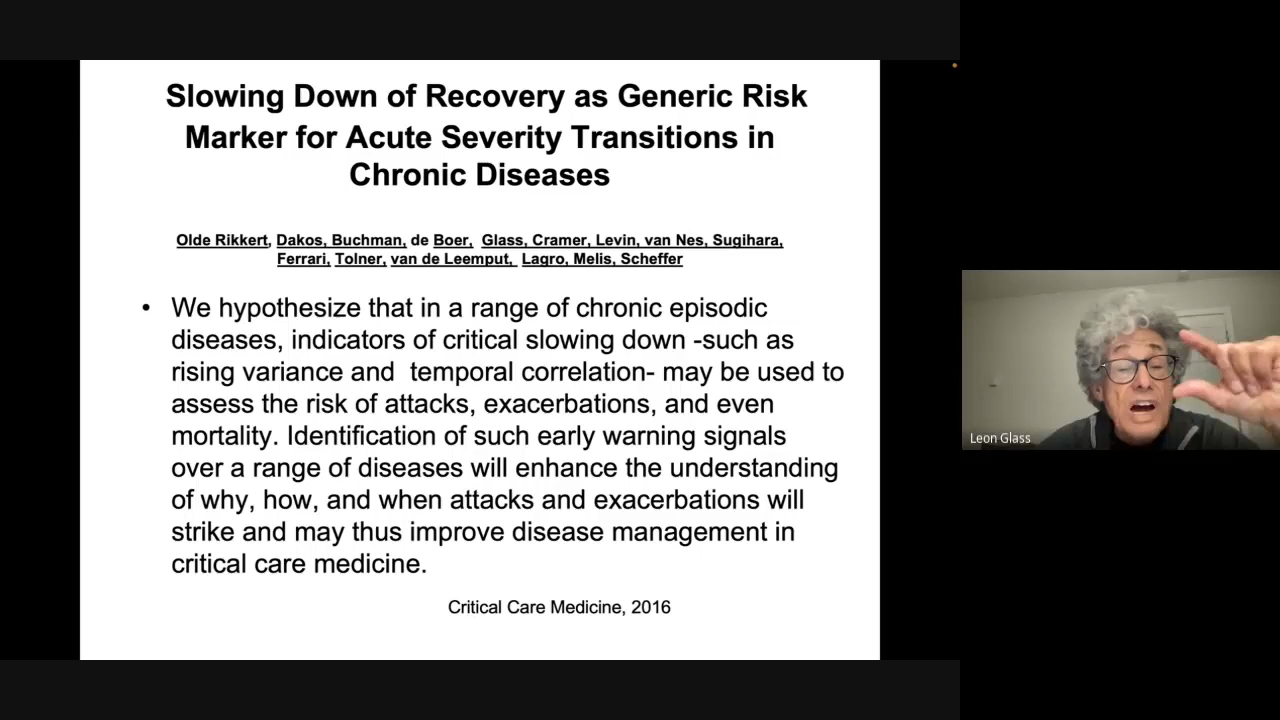 Slowing Down of Recovery as Generic Risk
Marker for Acute Severity Transitions in
Chronic Diseases
Olde Rikkert, Dakos, Buchman, de Boer, Glass, Cramer, Levin, van Nes, Sugihara,
Ferrari, Tolner, van de Leemput, Lagro, Melis, Scheffer
• We hypothesize that in a range of chronic episodic
diseases, indicators of critical slowing down -such as
rising variance and temporal correlation- may be used to
assess the risk of attacks, exacerbations, and even
mortality. Identification of such early warning signals
over a range of diseases will enhance the understanding
of why, how, and when attacks and exacerbations will
strike and may thus improve disease management in
critical care medicine.
Critical Care Medicine, 2016
Leon Glass